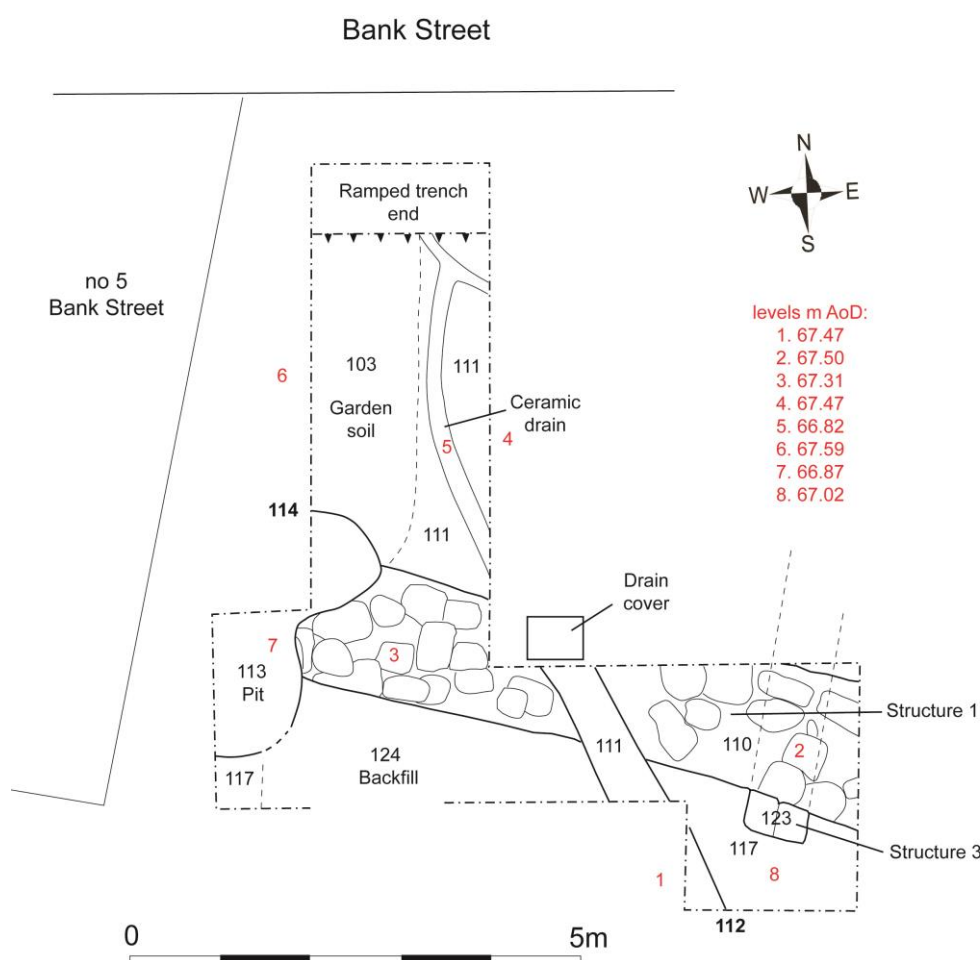 Bank Street
N
W
E
S
Ramped trench
end
no 5
Bank Street
levels m AoD:
1. 67.47
2. 67.50
3. 67.31
4. 67.47
5. 66.82
6. 67.59
7. 66.87
8. 67.02
6
103
111
Garden
soil
Ceramic
drain
5
4
114
111
Drain
cover
7
113
Pit
3
Structure 1
110
111
2
124
Backfill
117
123
117
Structure 3
1
8
112
0
5m